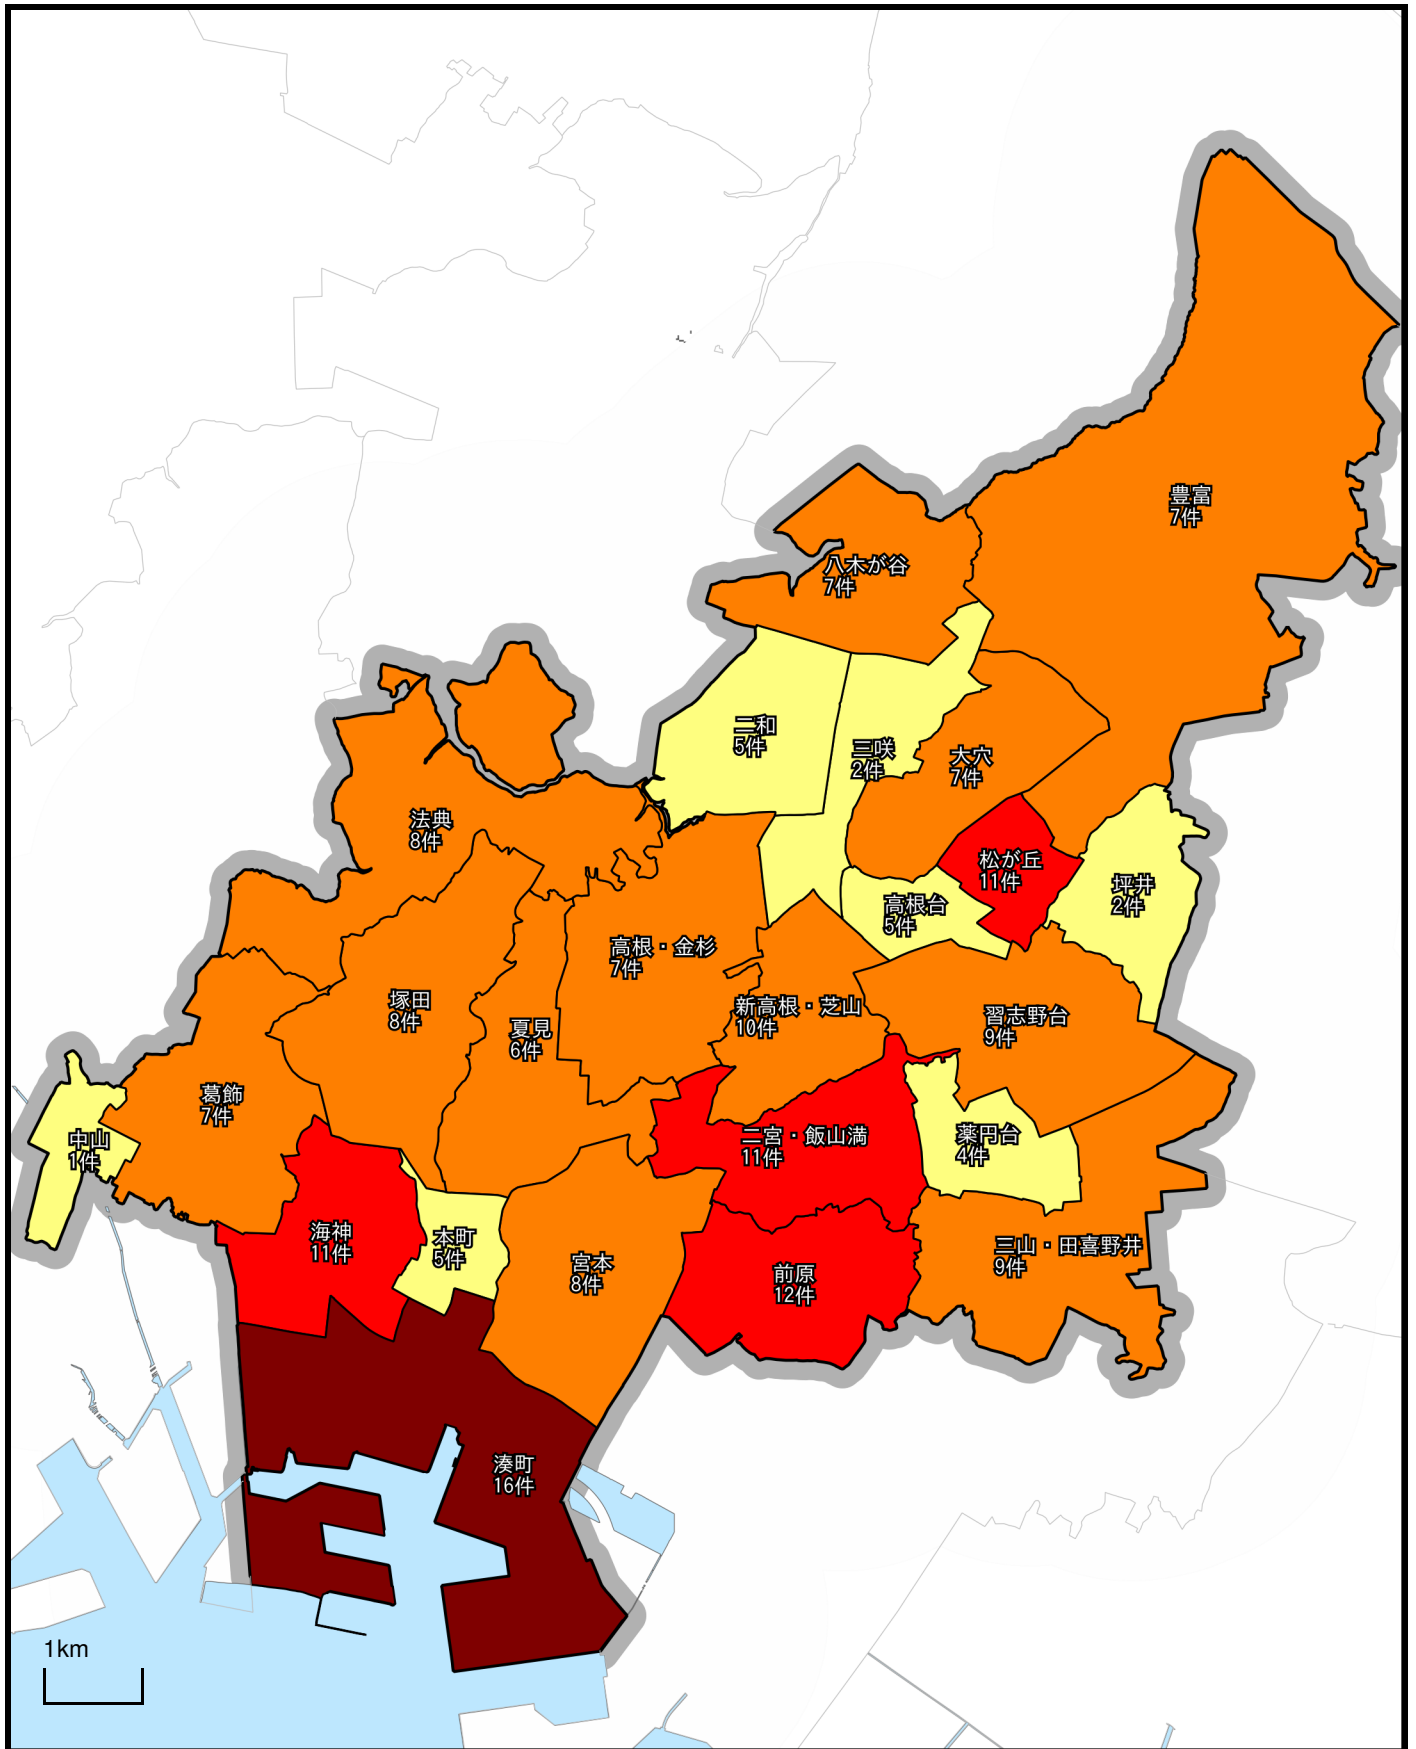 豊富
7件
八木が谷
7件
二和
5件
三咲
2件
大穴
7件
法典
8件
松が丘
11件
坪井
2件
高根台
5件
高根・金杉
7件
塚田
8件
新高根・芝山
10件
習志野台
9件
夏見
6件
葛飾
7件
中山
1件
二宮・飯山満
11件
薬円台
4件
海神
11件
本町
5件
三山・田喜野井
9件
宮本
8件
前原
12件
湊町
16件
1km